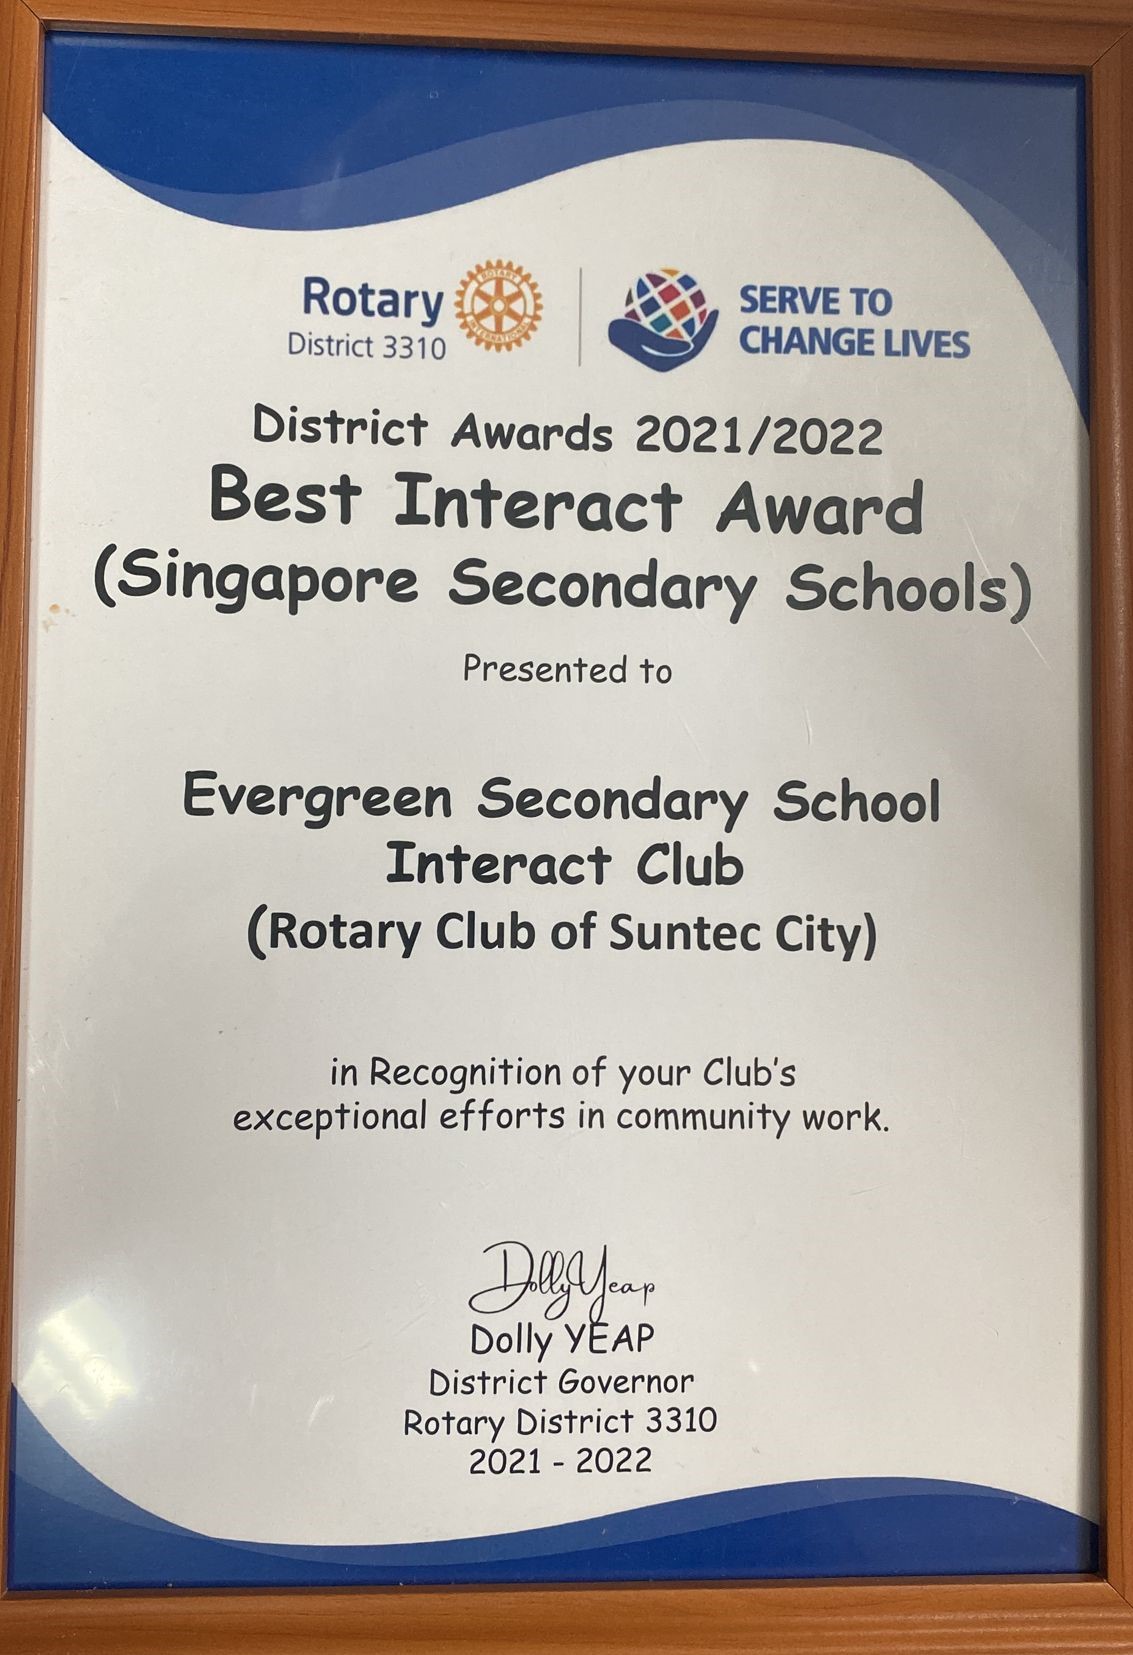 Rotary
District 3310
ROTARY
INTERNATIONAL
SERVE TO
CHANGE LIVES
District Awards 2021/2022
Best Interact Award
(Singapore Secondary Schools)
Presented to
Evergreen Secondary School
Interact Club
(Rotary Club of Suntec City)
in Recognition of your Club's
exceptional efforts in community work.
Dolly Yeap
Dolly YEAP
District Governor
Rotary District 3310
2021 - 2022